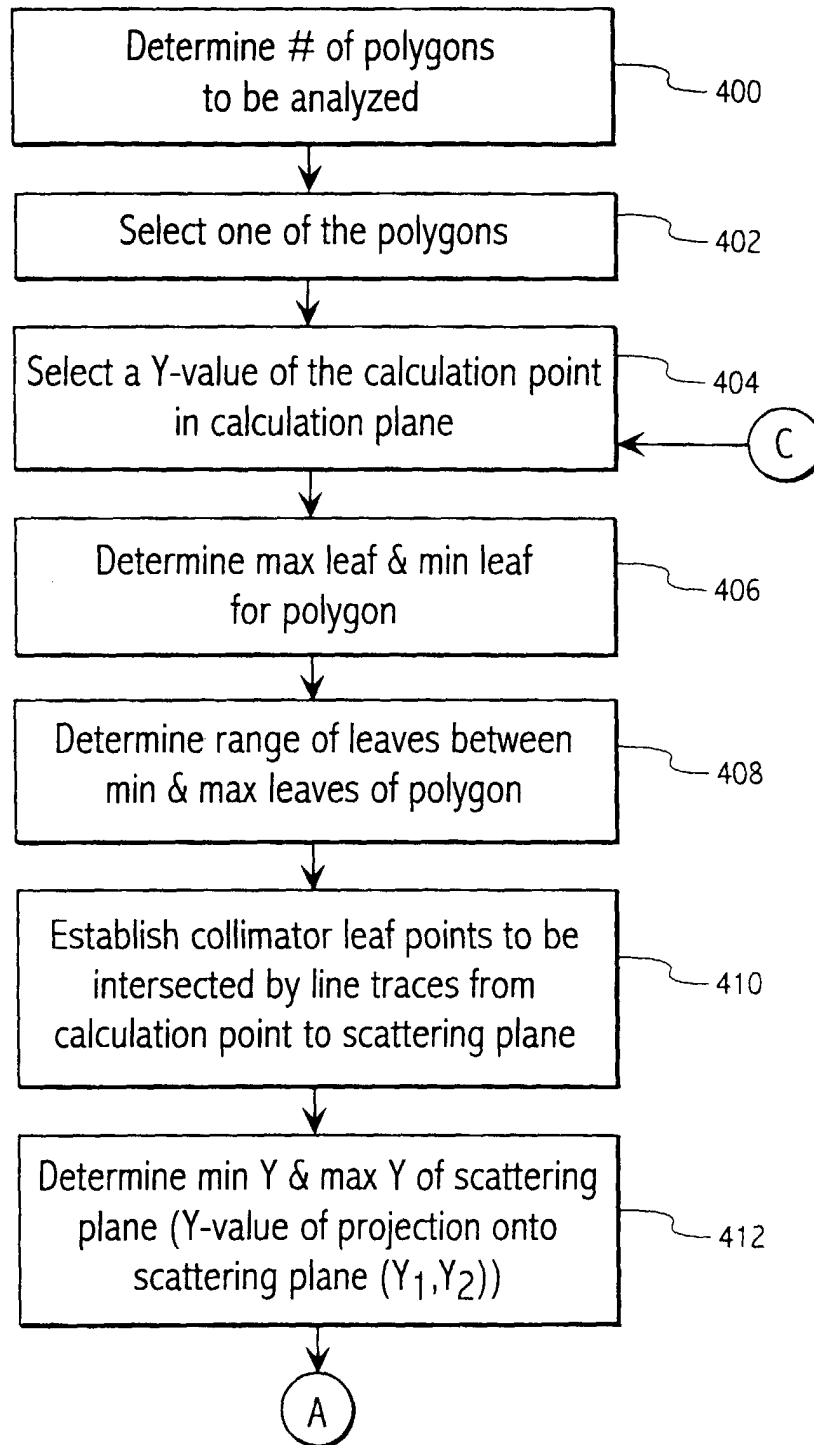 Determine # of polygons
to be analyzed
400
Select one of the polygons
402
Select a Y-value of the calculation point
in calculation plane
404
C
Determine max leaf & min leaf
for polygon
406
Determine range of leaves between
min & max leaves of polygon
408
Establish collimator leaf points to be
intersected by line traces from
calculation point to scattering plane
410
Determine min Y & max Y of scattering
plane (Y-value of projection onto
scattering plane (Y1,Y2))
412
A